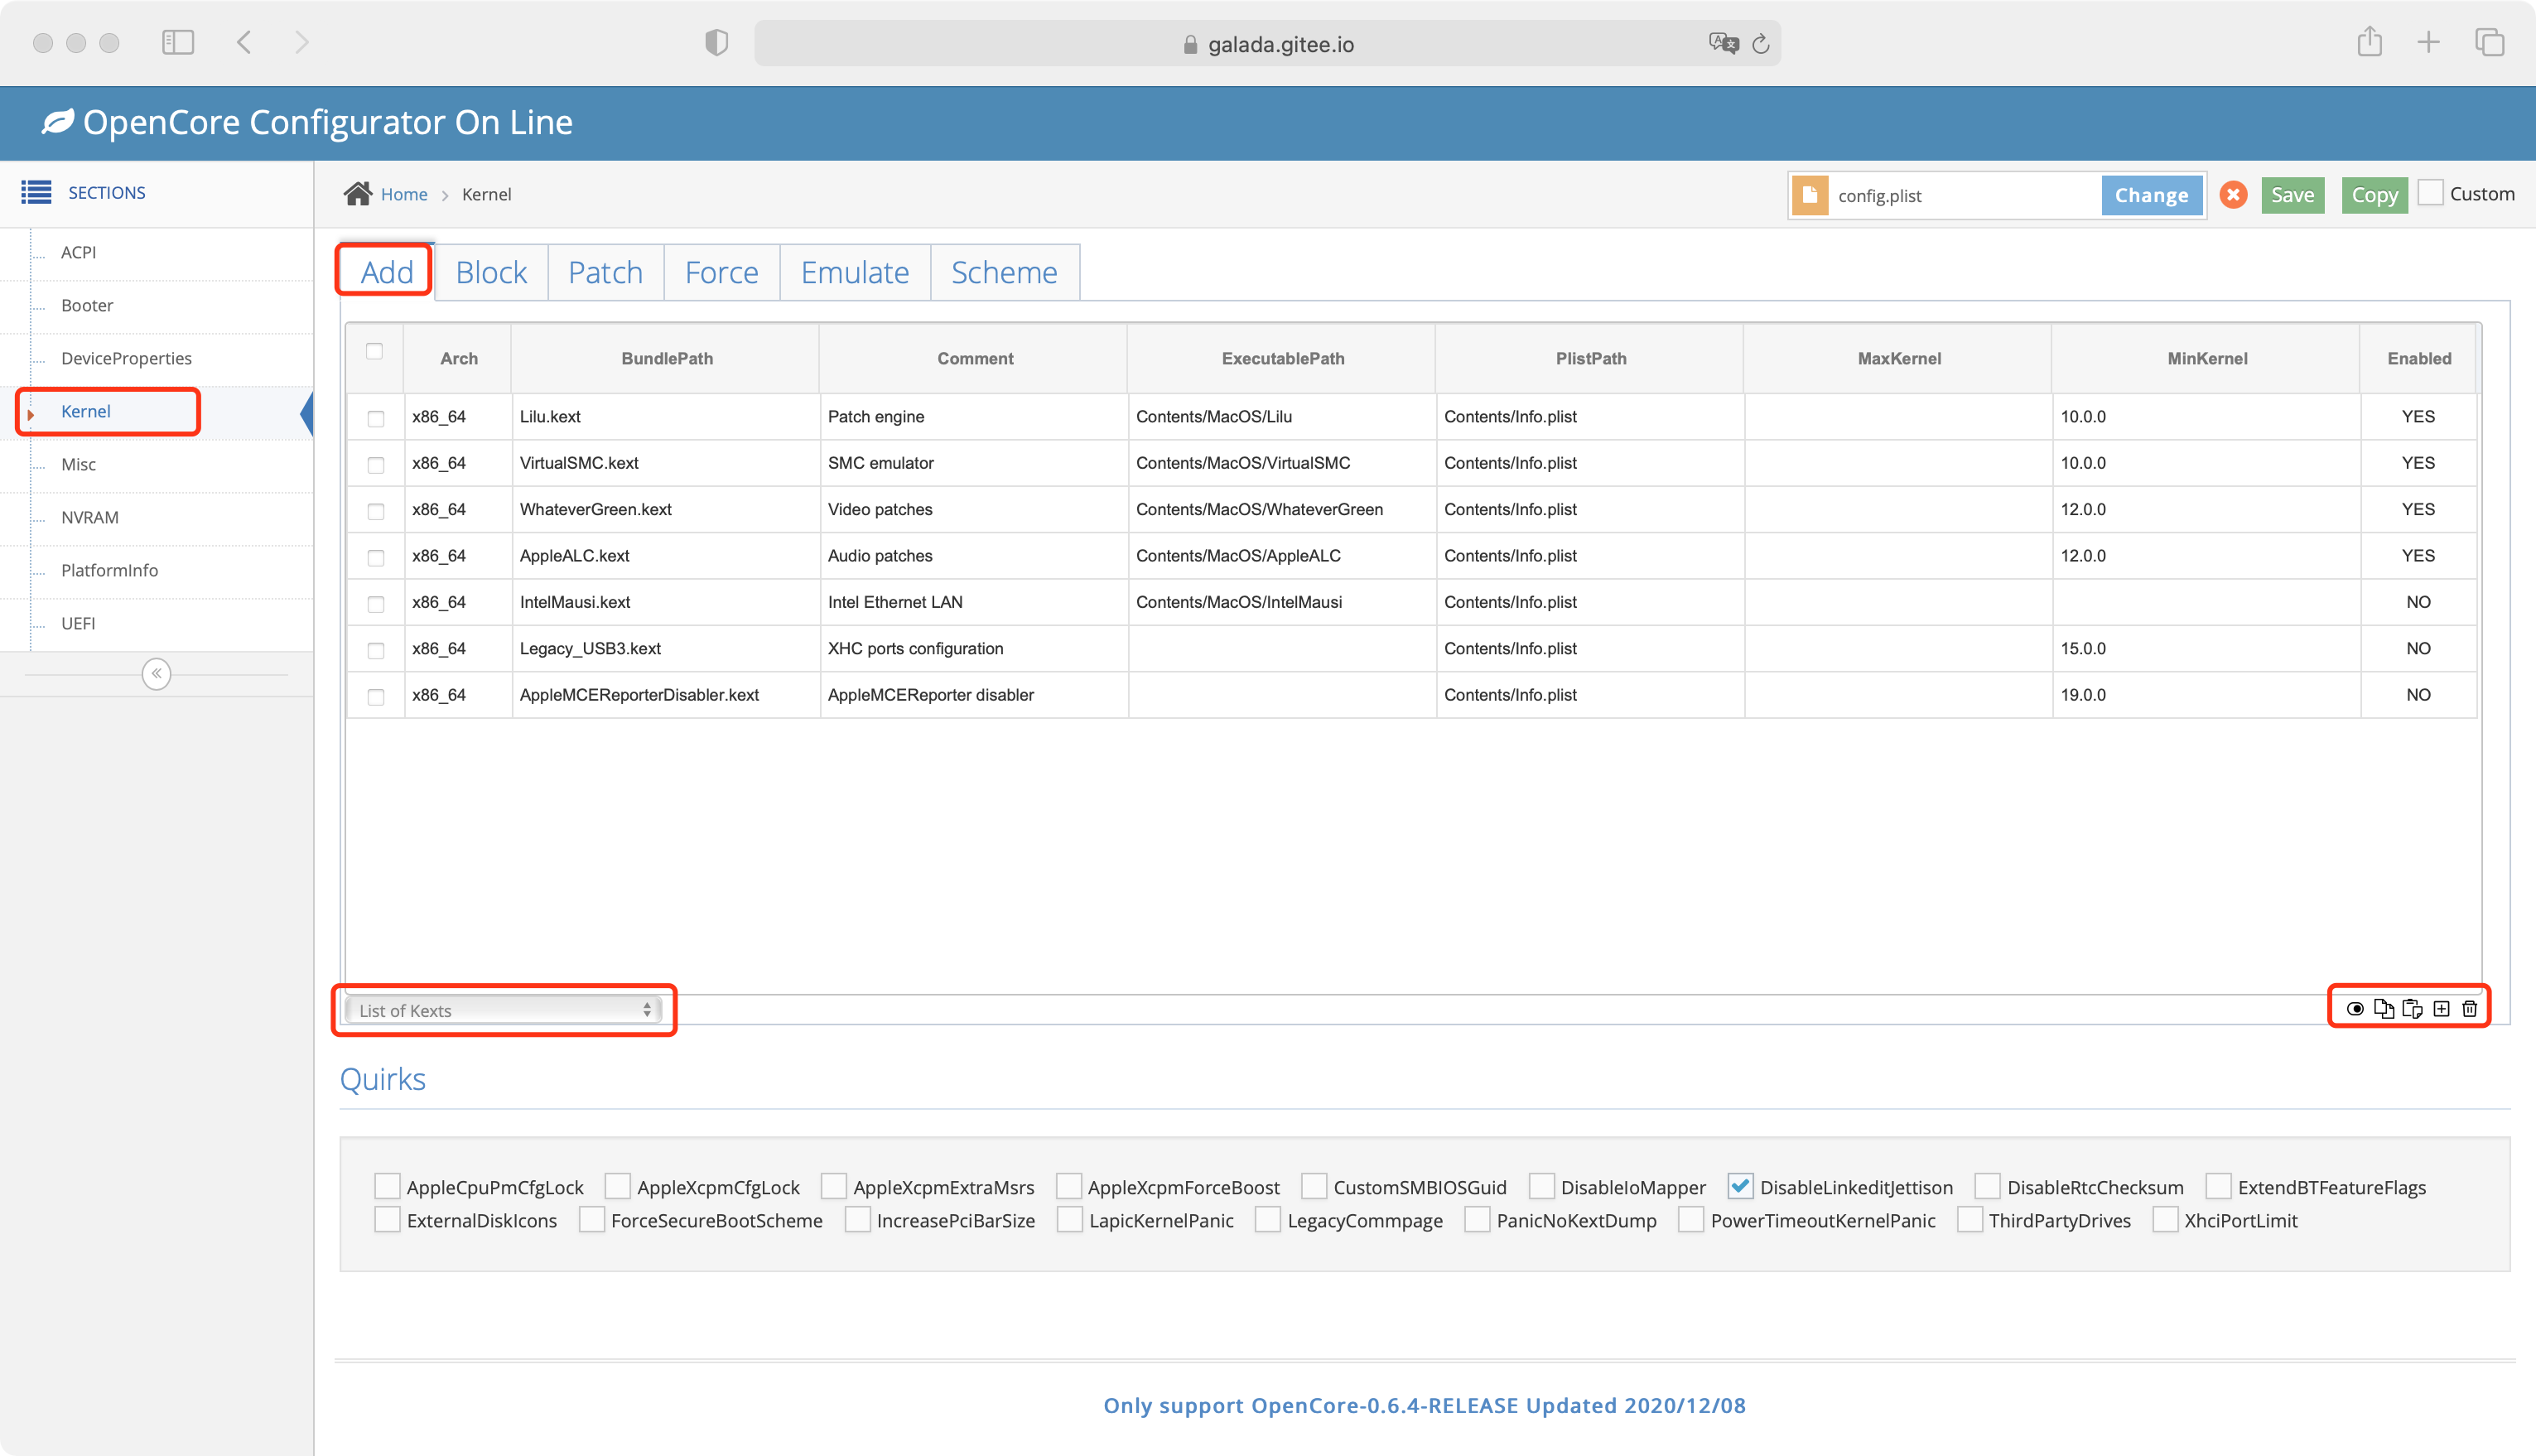 galada.gitee.io
OpenCore Configurator On Line
SECTIONS
Home > Kernel
config.plist Change Save Copy Custom
ACPI
Booter
DeviceProperties
Kernel
Misc
NVRAM
PlatformInfo
UEFI
Add Block Patch Force Emulate Scheme
Arch BundlePath Comment ExecutablePath PlistPath MaxKernel MinKernel Enabled
x86_64 Lilu.kext Patch engine Contents/MacOS/Lilu Contents/Info.plist 10.0.0 YES
x86_64 VirtualSMC.kext SMC emulator Contents/MacOS/VirtualSMC Contents/Info.plist 10.0.0 YES
x86_64 WhateverGreen.kext Video patches Contents/MacOS/WhateverGreen Contents/Info.plist 12.0.0 YES
x86_64 AppleALC.kext Audio patches Contents/MacOS/AppleALC Contents/Info.plist 12.0.0 YES
x86_64 IntelMausi.kext Intel Ethernet LAN Contents/MacOS/IntelMausi Contents/Info.plist NO
x86_64 Legacy_USB3.kext XHC ports configuration Contents/Info.plist 15.0.0 NO
x86_64 AppleMCEReporterDisabler.kext AppleMCEReporter disabler Contents/Info.plist 19.0.0 NO
List of Kexts
Quirks
AppleCpuPmCfgLock AppleXcpmCfgLock AppleXcpmExtraMsrs AppleXcpmForceBoost CustomSMBIOSGuid DisableIoMapper DisableLinkeditJettison DisableRtcChecksum ExtendBTFeatureFlags
ExternalDiskIcons ForceSecureBootScheme IncreasePciBarSize LapicKernelPanic LegacyCommpage PanicNoKextDump PowerTimeoutKernelPanic ThirdPartyDrives XhciPortLimit
Only support OpenCore-0.6.4-RELEASE Updated 2020/12/08